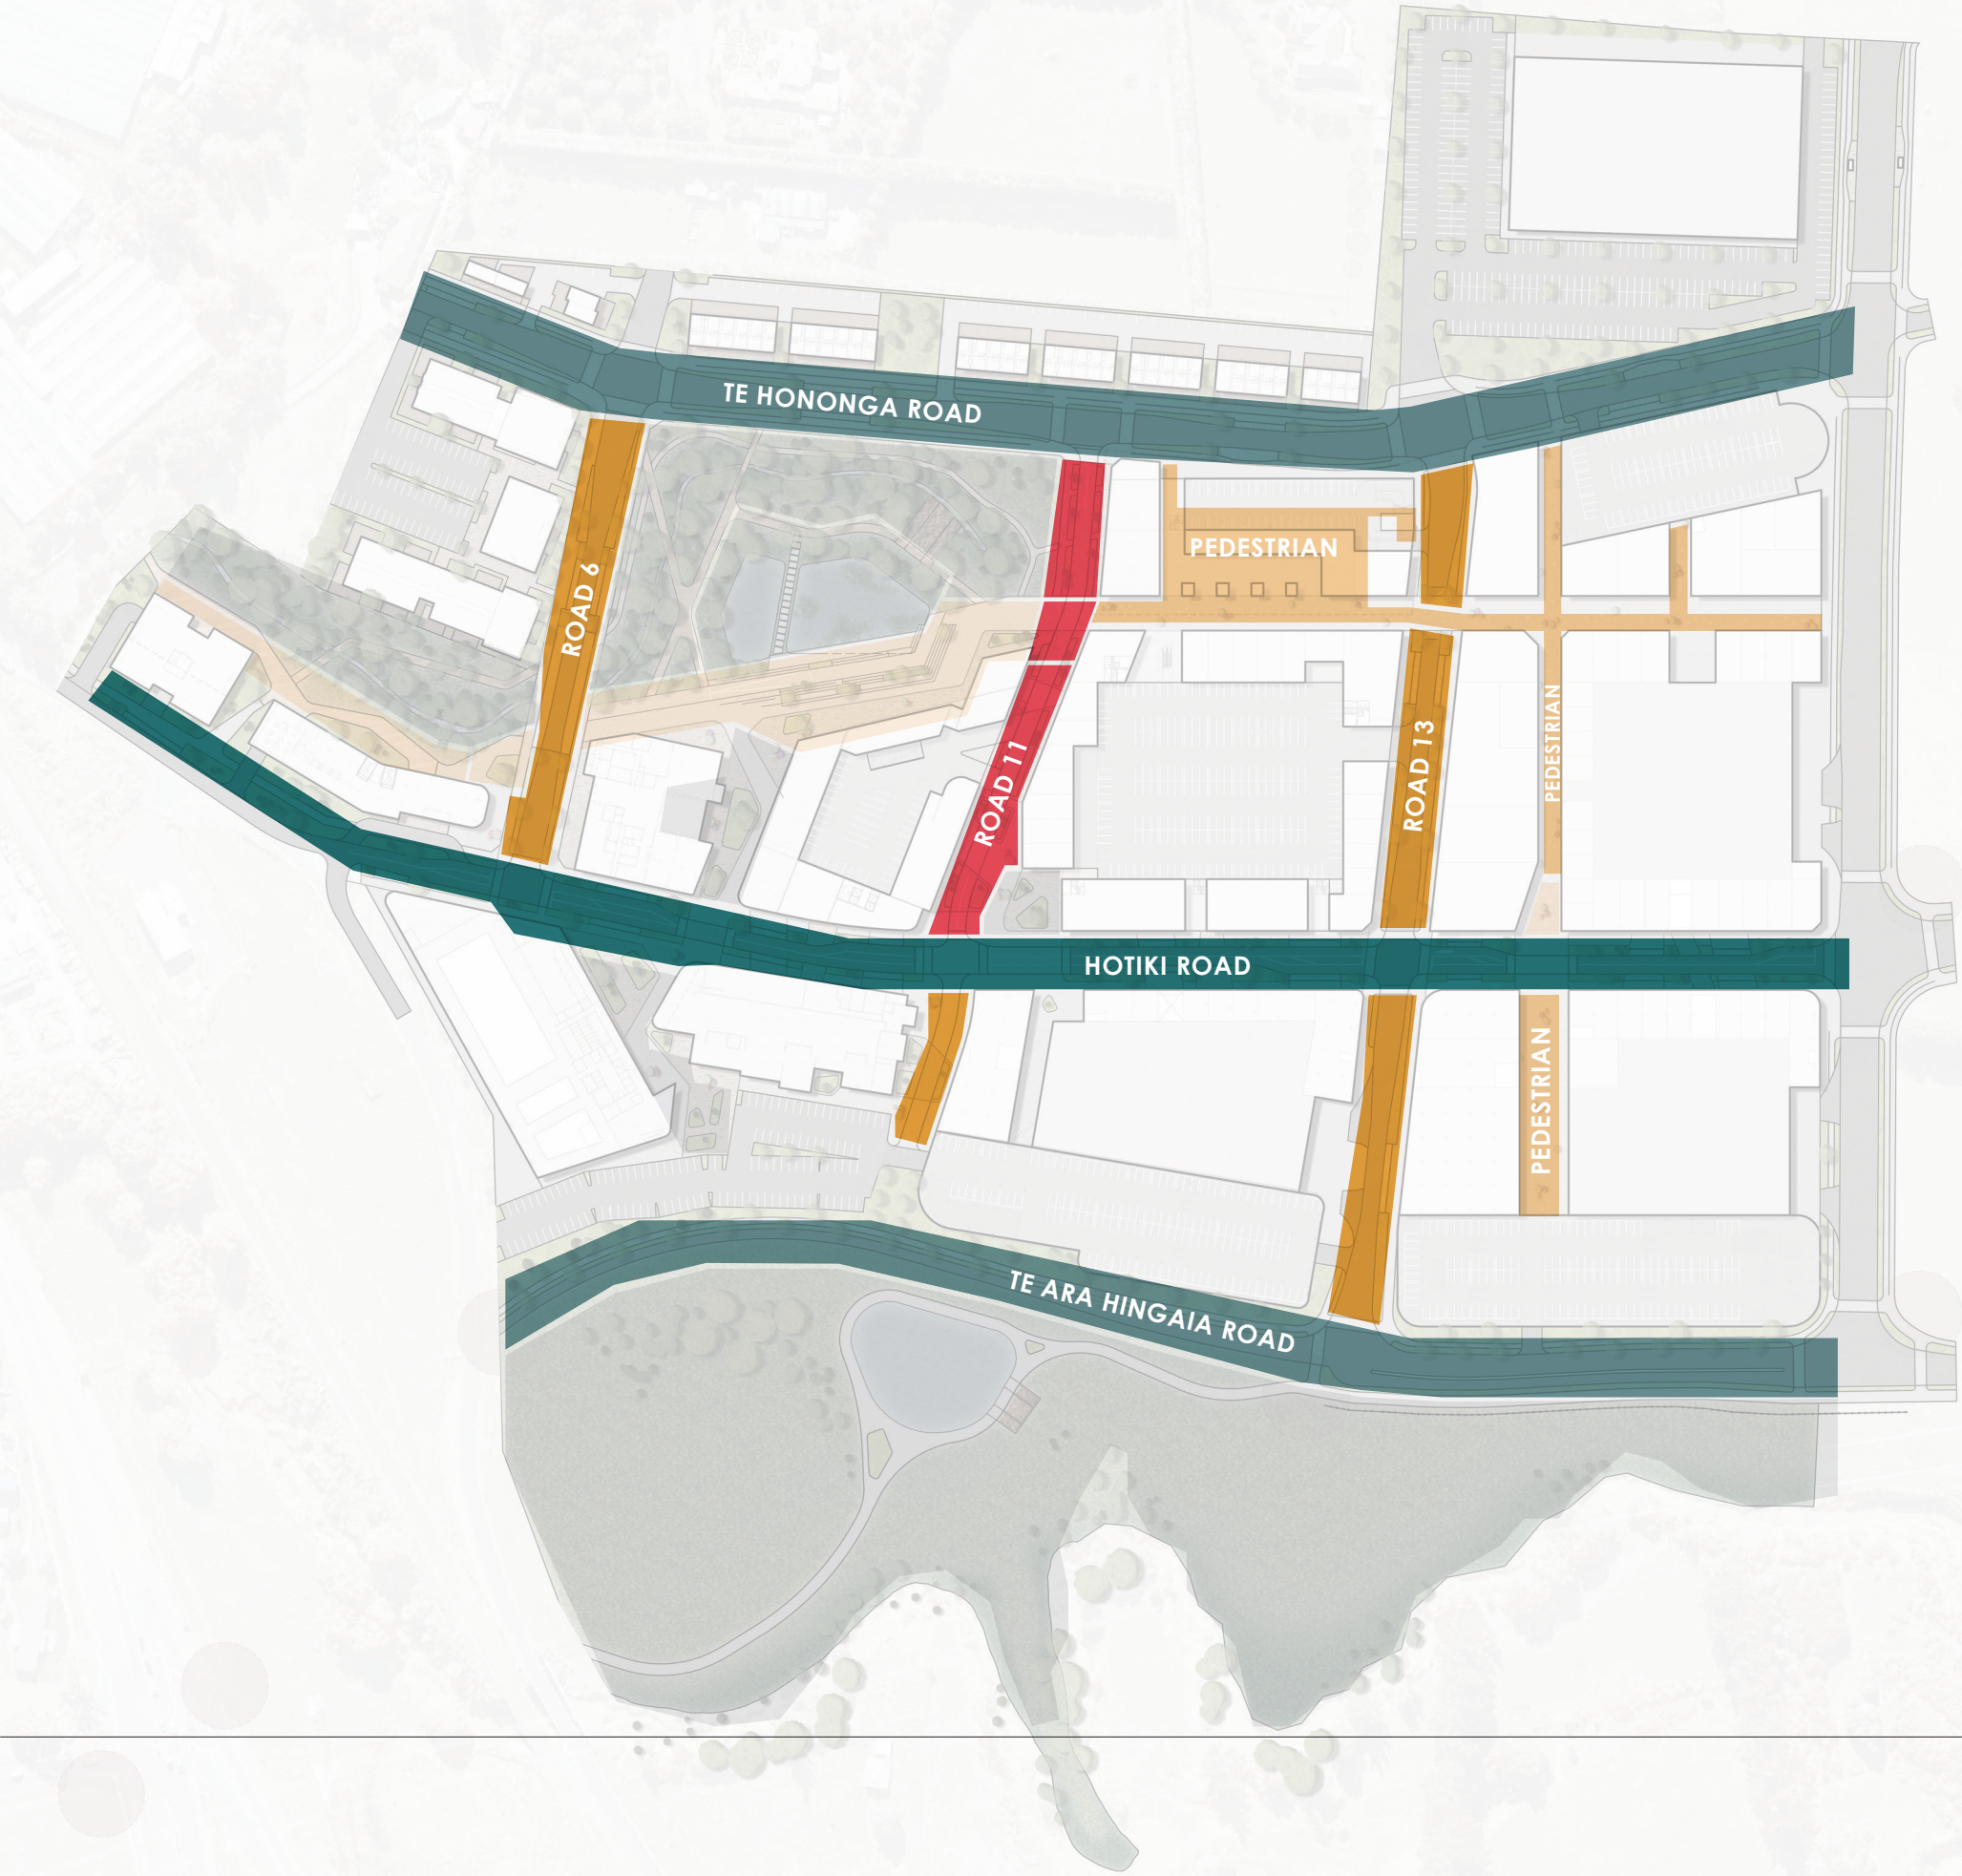 TE HONONGA ROAD
PEDESTRIAN
ROAD 6
ROAD 11
ROAD 13
PEDESTRIAN
HOTIKI ROAD
PEDESTRIAN
TE ARA HINGAIA ROAD